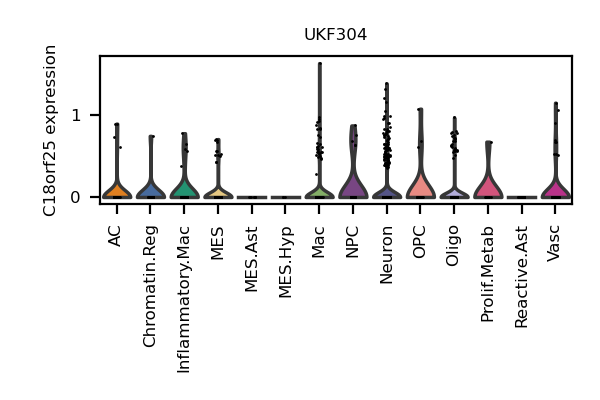 UKF304
C18orf25 expression
1
0
AC
Chromatin.Reg
Inflammatory.Mac
MES
MES.Ast
MES.Hyp
Mac
NPC
Neuron
OPC
Oligo
Prolif.Metab
Reactive.Ast
Vasc